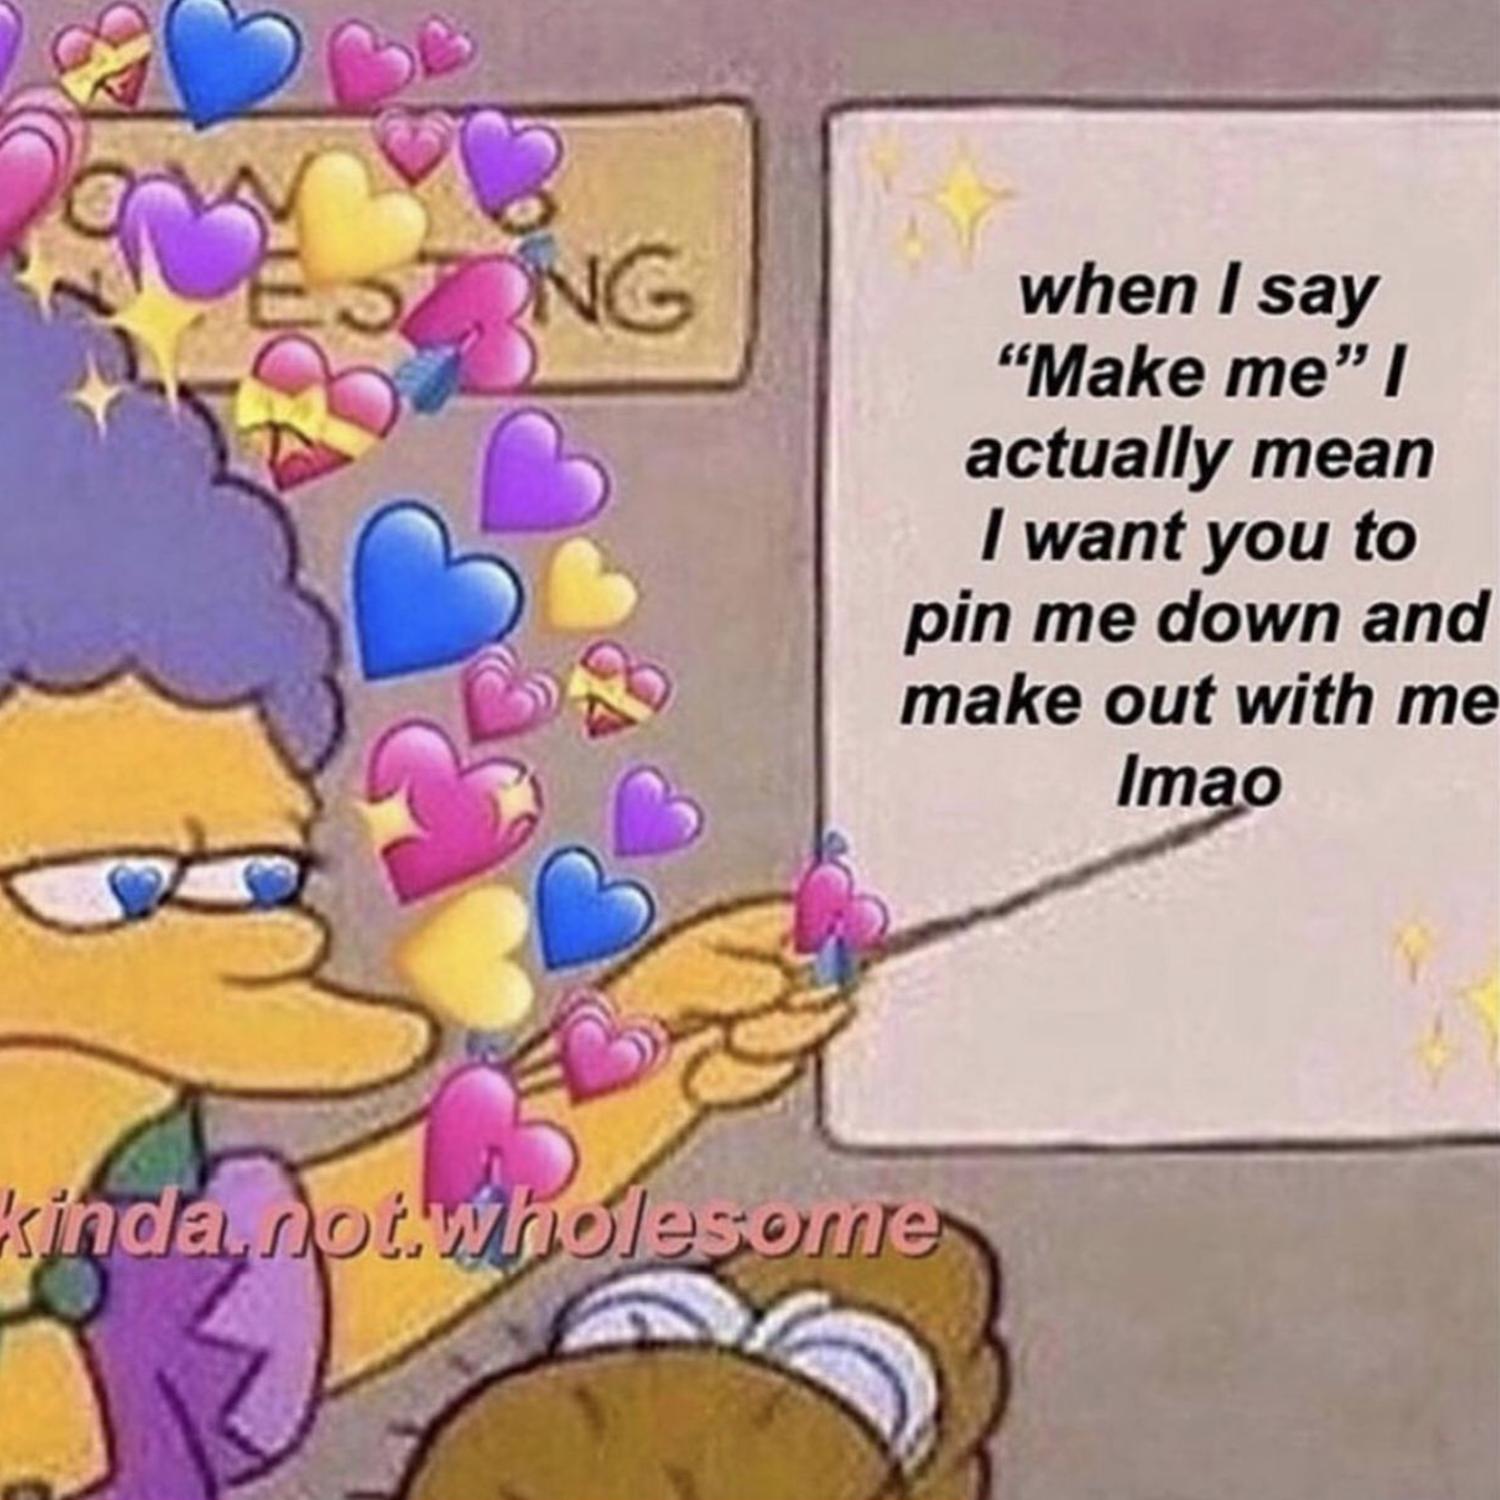 NG
when I say
“Make me” I
actually mean
I want you to
pin me down and
make out with me
lmao
kinda.not.wholesome